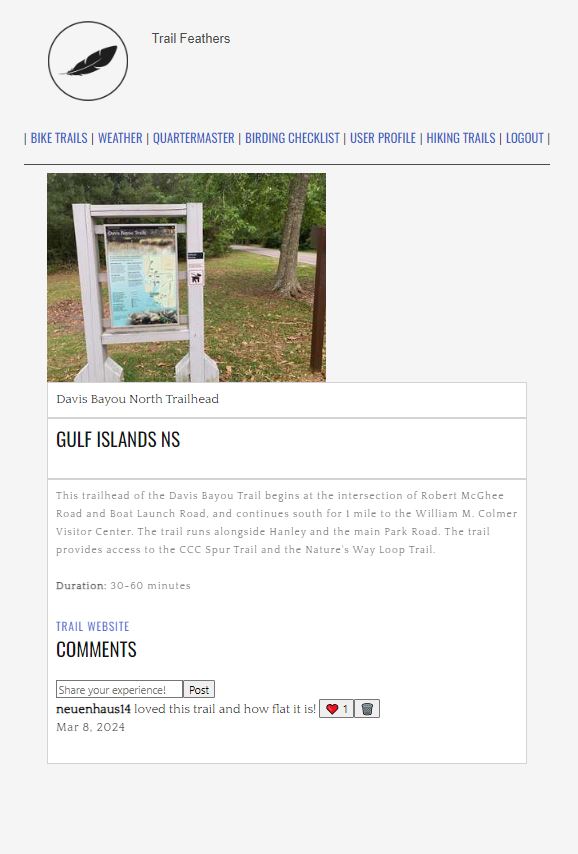 Trail Feathers
| BIKE TRAILS | WEATHER | QUARTERMASTER | BIRDING CHECKLIST | USER PROFILE | HIKING TRAILS | LOGOUT |
Davis Bayou Trails
Davis Bayou North Trailhead
GULF ISLANDS NS
This trailhead of the Davis Bayou Trail begins at the intersection of Robert McGhee
Road and Boat Launch Road, and continues south for 1 mile to the William M. Colmer
Visitor Center. The trail runs alongside Hanley and the main Park Road. The trail
provides access to the CCC Spur Trail and the Nature's Way Loop Trail.
Duration: 30-60 minutes
TRAIL WEBSITE
COMMENTS
Share your experience! Post
neuenhaus14 loved this trail and how flat it is! ❤️ 1 🗑️
Mar 8, 2024